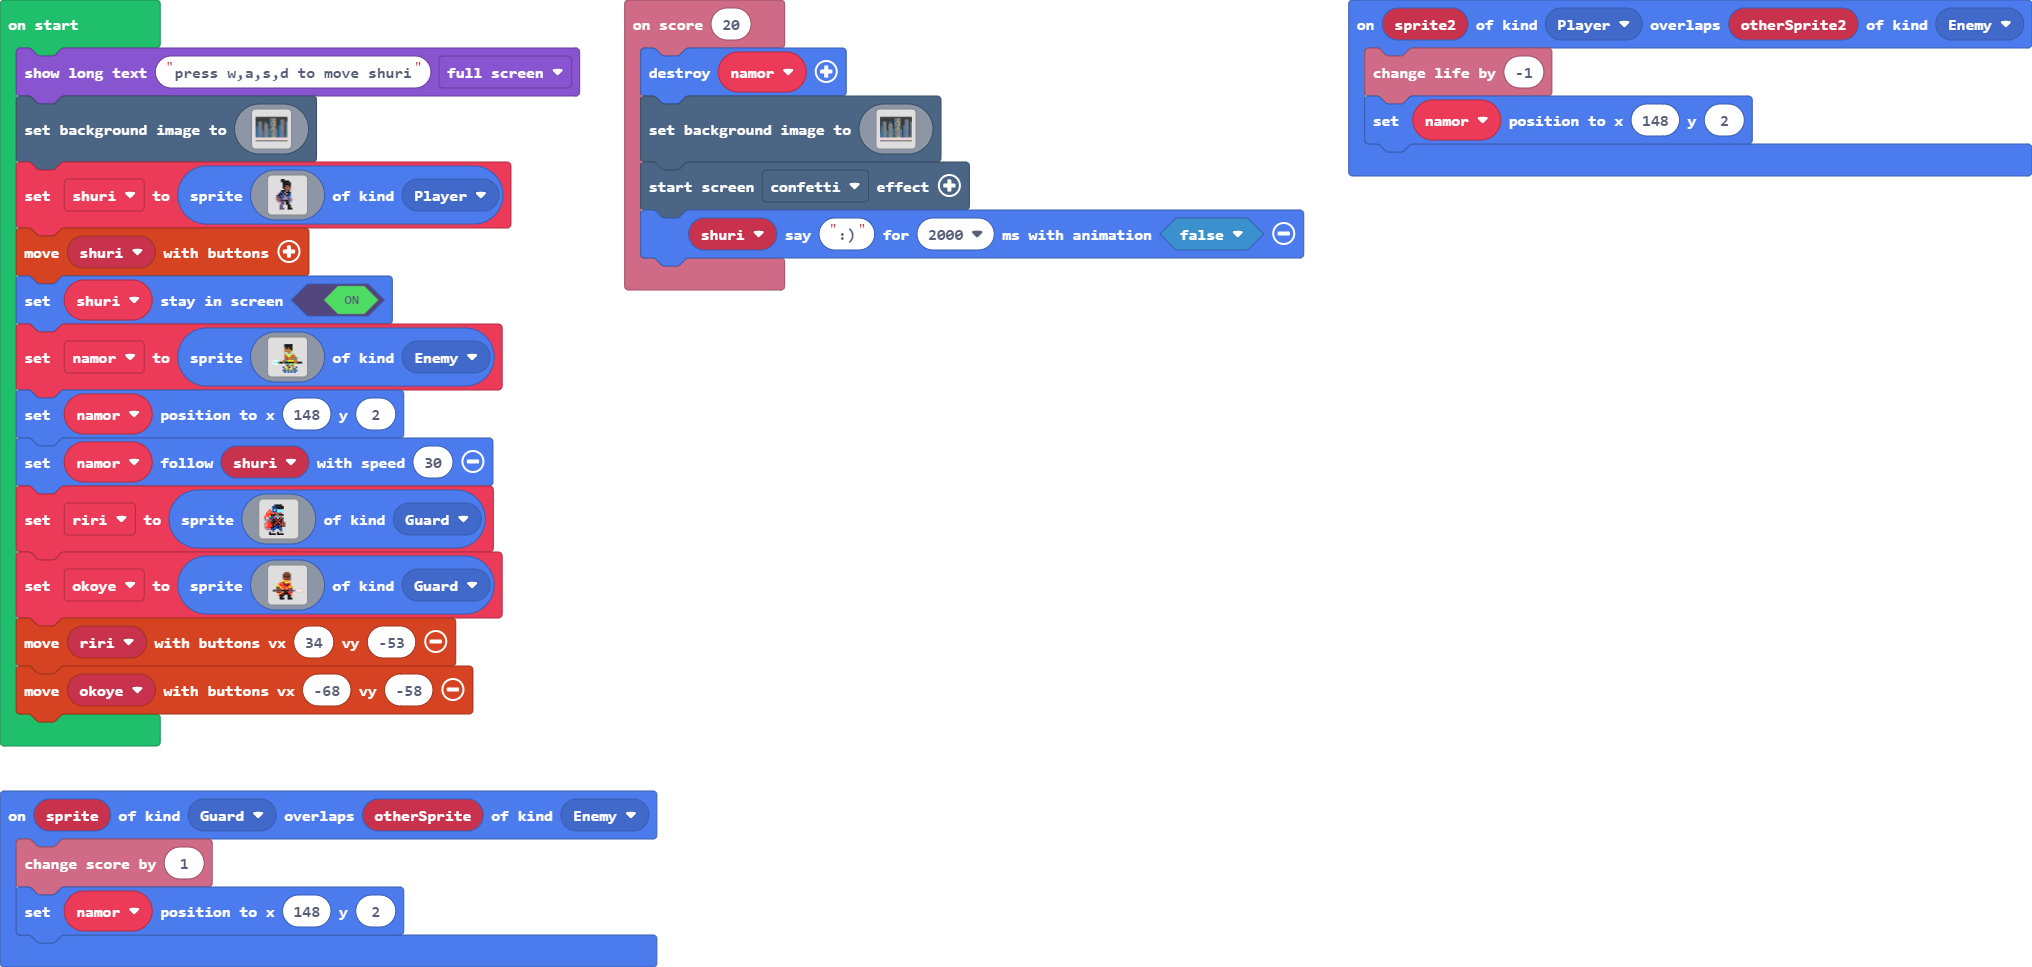 on start
show long text "press w,a,s,d to move shuri" full screen
set background image to
set shuri to sprite of kind Player
move shuri with buttons
set shuri stay in screen ON
set namor to sprite of kind Enemy
set namor position to x 148 y 2
set namor follow shuri with speed 30
set riri to sprite of kind Guard
set okoye to sprite of kind Guard
move riri with buttons vx 34 vy -53
move okoye with buttons vx -68 vy -58
on score 20
destroy namor
set background image to
start screen confetti effect
shuri say ":)" for 2000 ms with animation false
on sprite2 of kind Player overlaps otherSprite2 of kind Enemy
change life by -1
set namor position to x 148 y 2
on sprite of kind Guard overlaps otherSprite of kind Enemy
change score by 1
set namor position to x 148 y 2